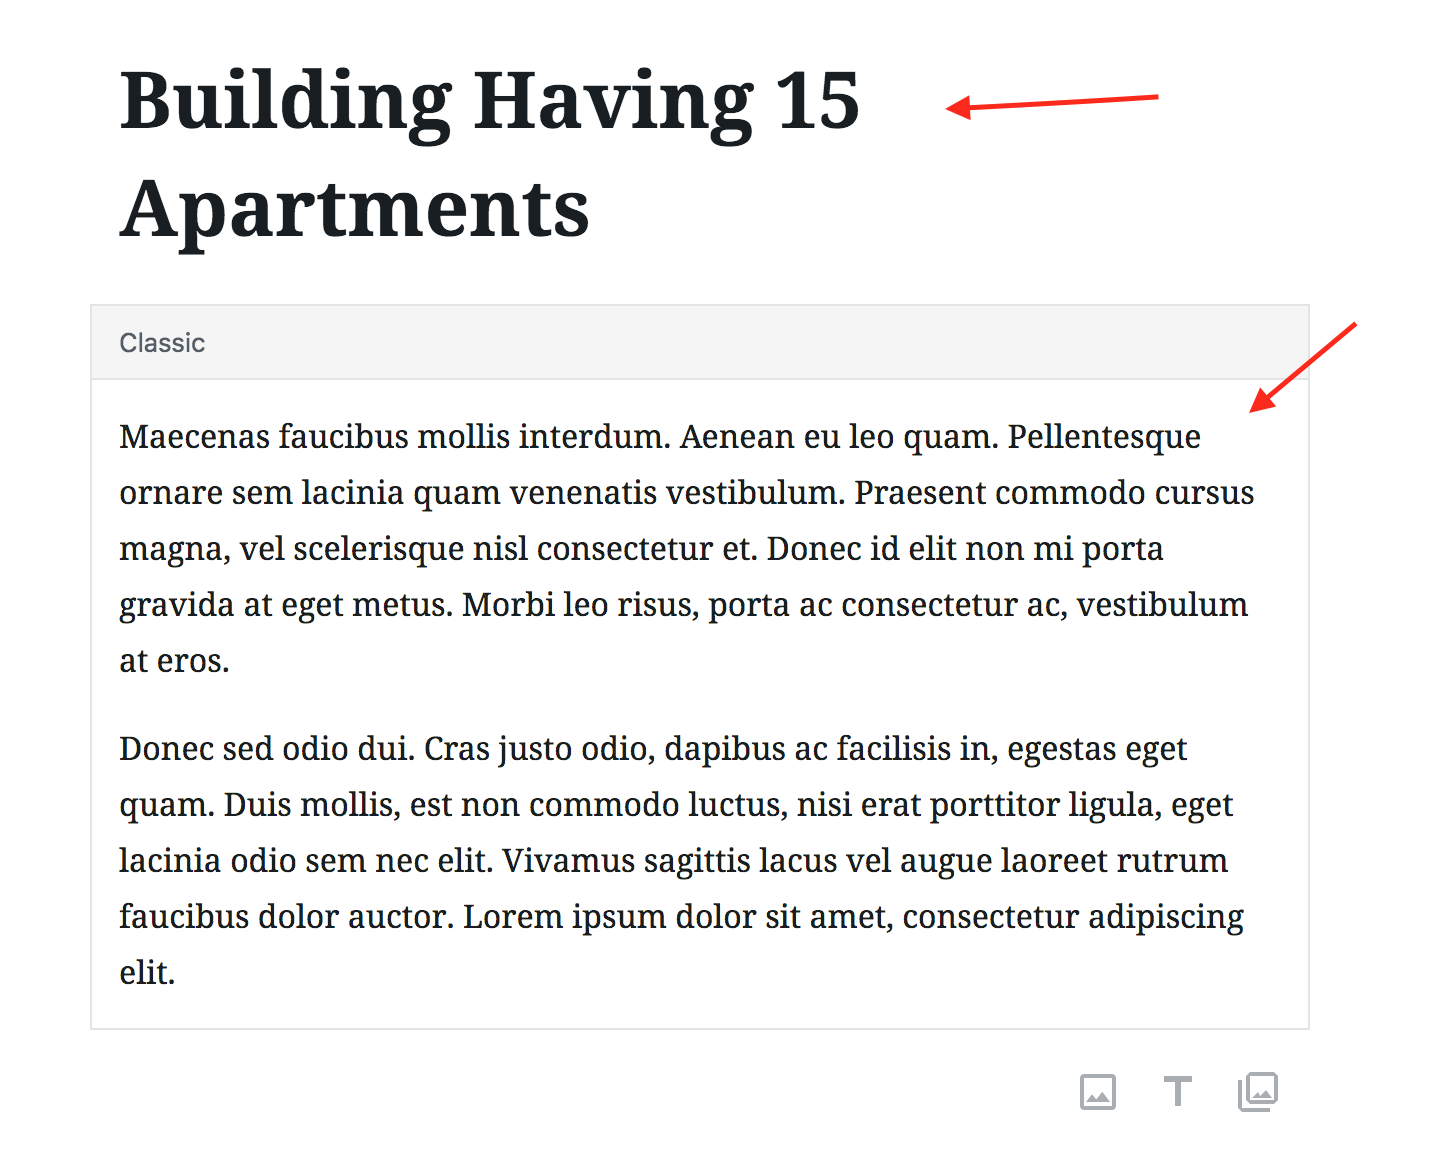 Building Having 15
Apartments
Classic
Maecenas faucibus mollis interdum. Aenean eu leo quam. Pellentesque
ornare sem lacinia quam venenatis vestibulum. Praesent commodo cursus
magna, vel scelerisque nisl consectetur et. Donec id elit non mi porta
gravida at eget metus. Morbi leo risus, porta ac consectetur ac, vestibulum
at eros.
Donec sed odio dui. Cras justo odio, dapibus ac facilisis in, egestas eget
quam. Duis mollis, est non commodo luctus, nisi erat porttitor ligula, eget
lacinia odio sem nec elit. Vivamus sagittis lacus vel augue laoreet rutrum
faucibus dolor auctor. Lorem ipsum dolor sit amet, consectetur adipiscing
elit.